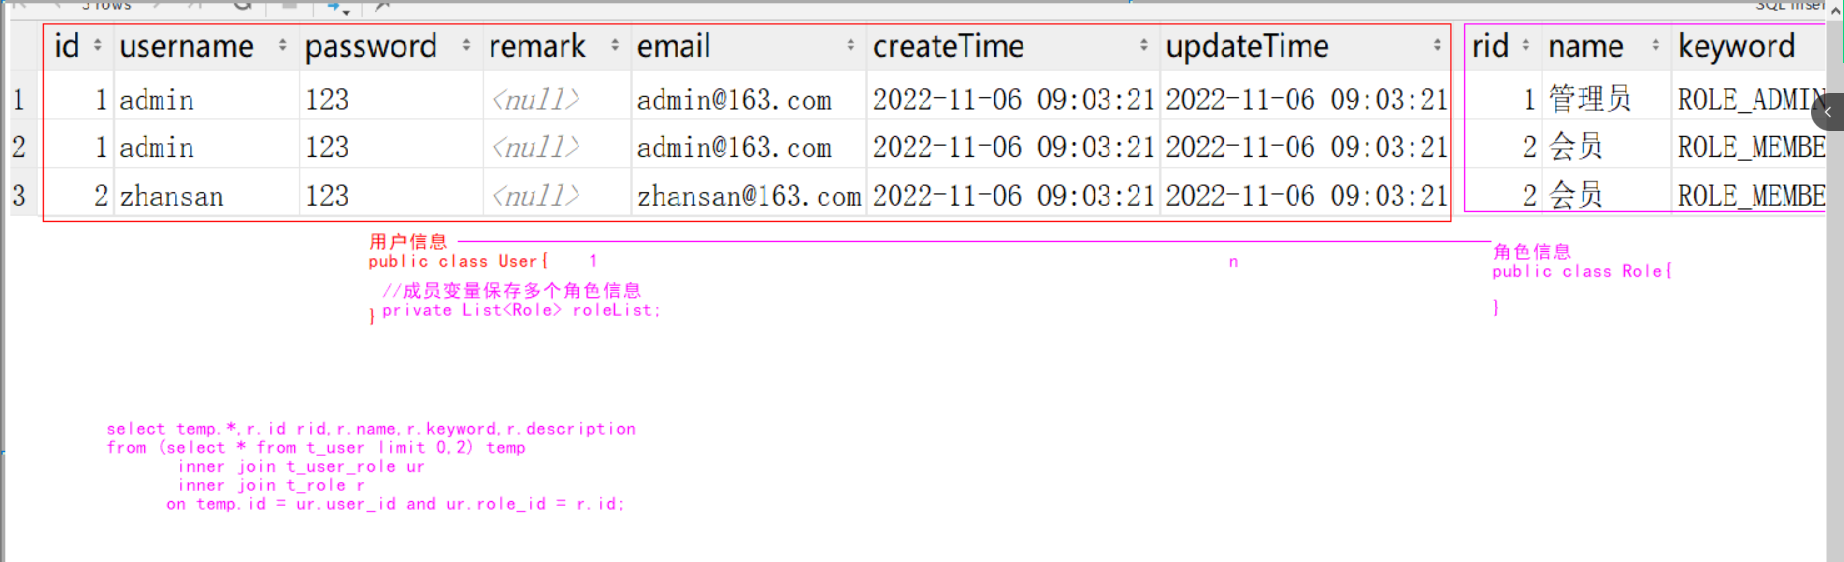 3 rows
id username password remark email createTime updateTime rid name keyword
1 1 admin 123 <null> admin@163.com 2022-11-06 09:03:21 2022-11-06 09:03:21 1 管理员 ROLE_ADMIN
2 1 admin 123 <null> admin@163.com 2022-11-06 09:03:21 2022-11-06 09:03:21 2 会员 ROLE_MEMBE
3 2 zhansan 123 <null> zhansan@163.com 2022-11-06 09:03:21 2022-11-06 09:03:21 2 会员 ROLE_MEMBE
用户信息
public class User{ 1 n
//成员变量保存多个角色信息
private List<Role> roleList;
}
角色信息
public class Role{
}
select temp.*,r.id rid,r.name,r.keyword,r.description
from (select * from t_user limit 0,2) temp
inner join t_user_role ur
inner join t_role r
on temp.id = ur.user_id and ur.role_id = r.id;